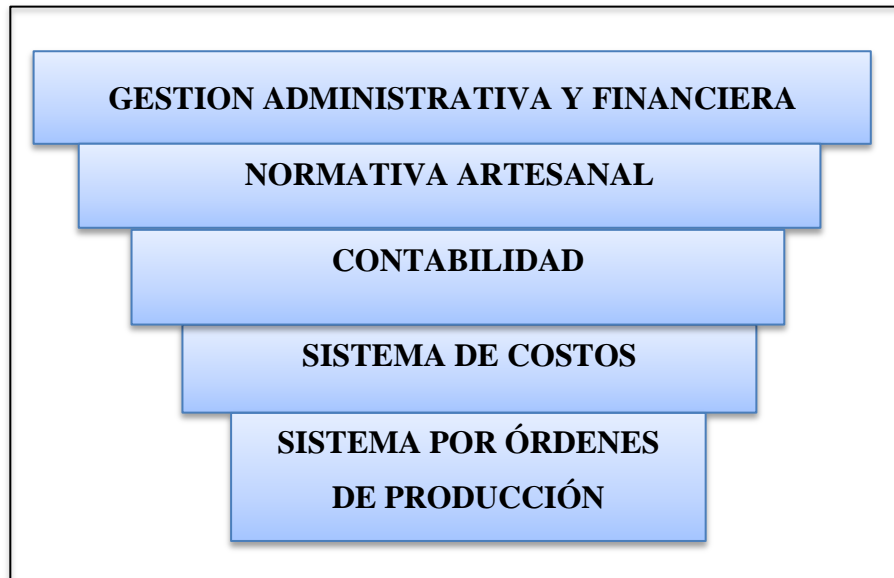 GESTION ADMINISTRATIVA Y FINANCIERA
NORMATIVA ARTESANAL
CONTABILIDAD
SISTEMA DE COSTOS
SISTEMA POR ÓRDENES
DE PRODUCCIÓN